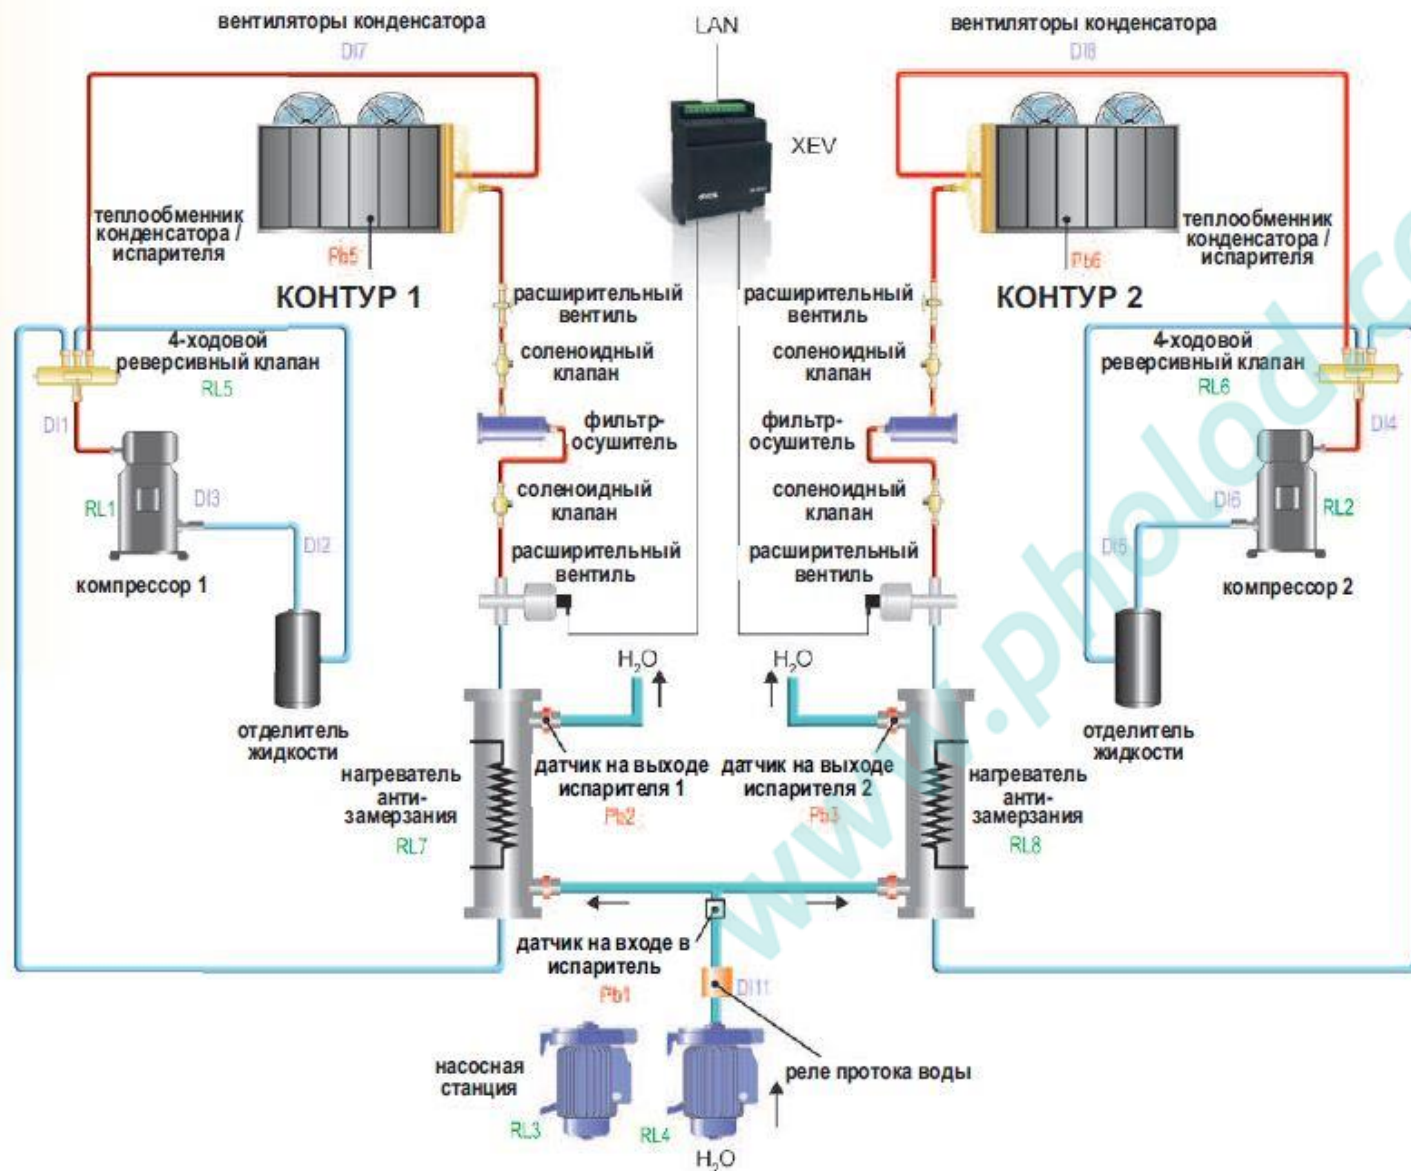 вентиляторы конденсатора
DI7
LAN
вентиляторы конденсатора
DI8
XEV
теплообменник
конденсатора /
испарителя
Pb5
КОНТУР 1
теплообменник
конденсатора /
испарителя
Pb6
КОНТУР 2
расширительный
вентиль
расширительный
вентиль
4-ходовой
реверсивный клапан
RL5
соленоидный
клапан
соленоидный
клапан
4-ходовой
реверсивный клапан
RL6
DI1
фильтр-
осушитель
фильтр-
осушитель
DI4
RL1
DI3
DI2
соленоидный
клапан
соленоидный
клапан
DI6
RL2
DI5
компрессор 1
расширительный
вентиль
расширительный
вентиль
компрессор 2
H₂O
H₂O
отделитель
жидкости
отделитель
жидкости
нагреватель
анти-
замерзания
RL7
датчик на выходе
испарителя 1
Pb2
датчик на выходе
испарителя 2
Pb3
нагреватель
анти-
замерзания
RL8
датчик на входе в
испаритель
Pb1
DI11
насосная
станция
RL3
RL4
реле протока воды
H₂O
www.pholod.co